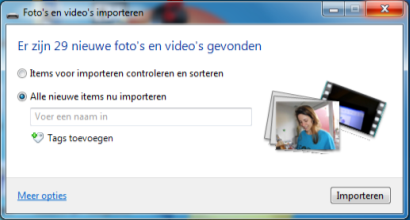 Foto's en video's importeren
Er zijn 29 nieuwe foto's en video's gevonden
Items voor importeren controleren en sorteren
Alle nieuwe items nu importeren
Voer een naam in
Tags toevoegen
Meer opties
Importeren